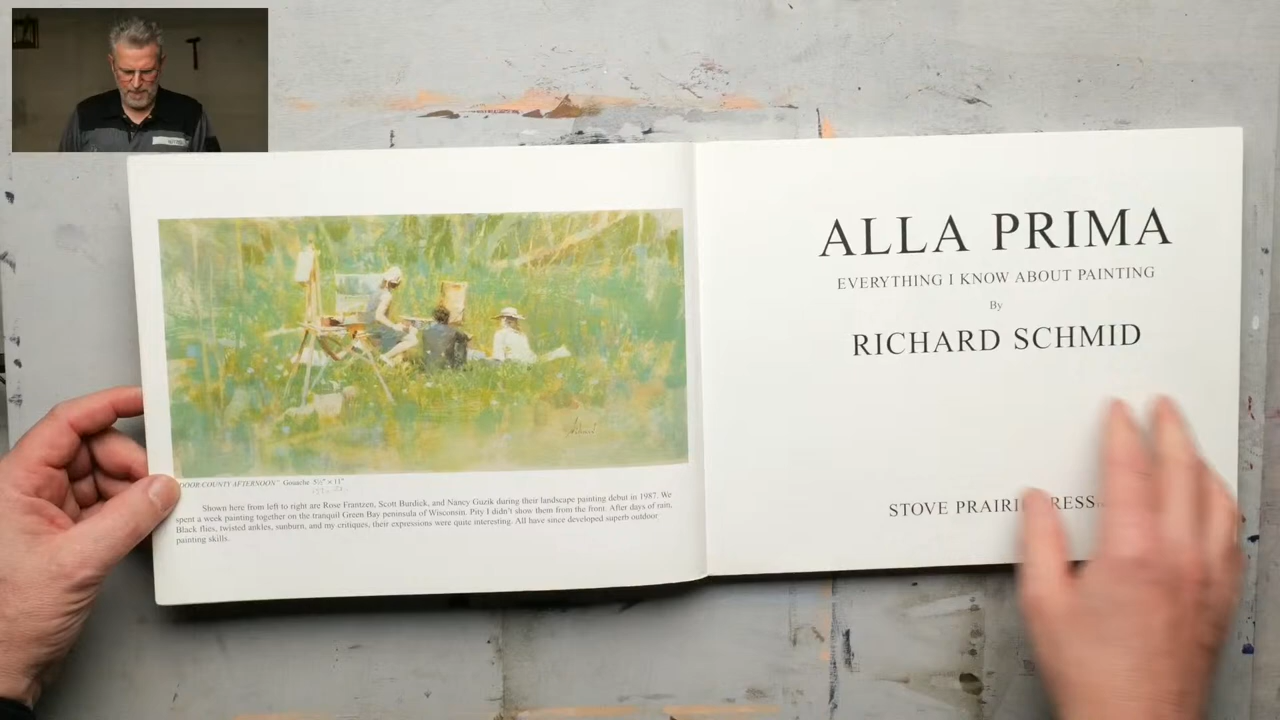 "DOOR COUNTY AFTERNOON" Gouache 5½" × 11"
Shown here from left to right are Rose Frantzen, Scott Burdick, and Nancy Guzik during their landscape painting debut in 1987. We
spent a week painting together on the tranquil Green Bay peninsula of Wisconsin. Pity I didn't show them from the front. After days of rain,
Black flies, twisted ankles, sunburn, and my critiques, their expressions were quite interesting. All have since developed superb outdoor
painting skills.
ALLA PRIMA
EVERYTHING I KNOW ABOUT PAINTING
By
RICHARD SCHMID
STOVE PRAIRIE PRESS